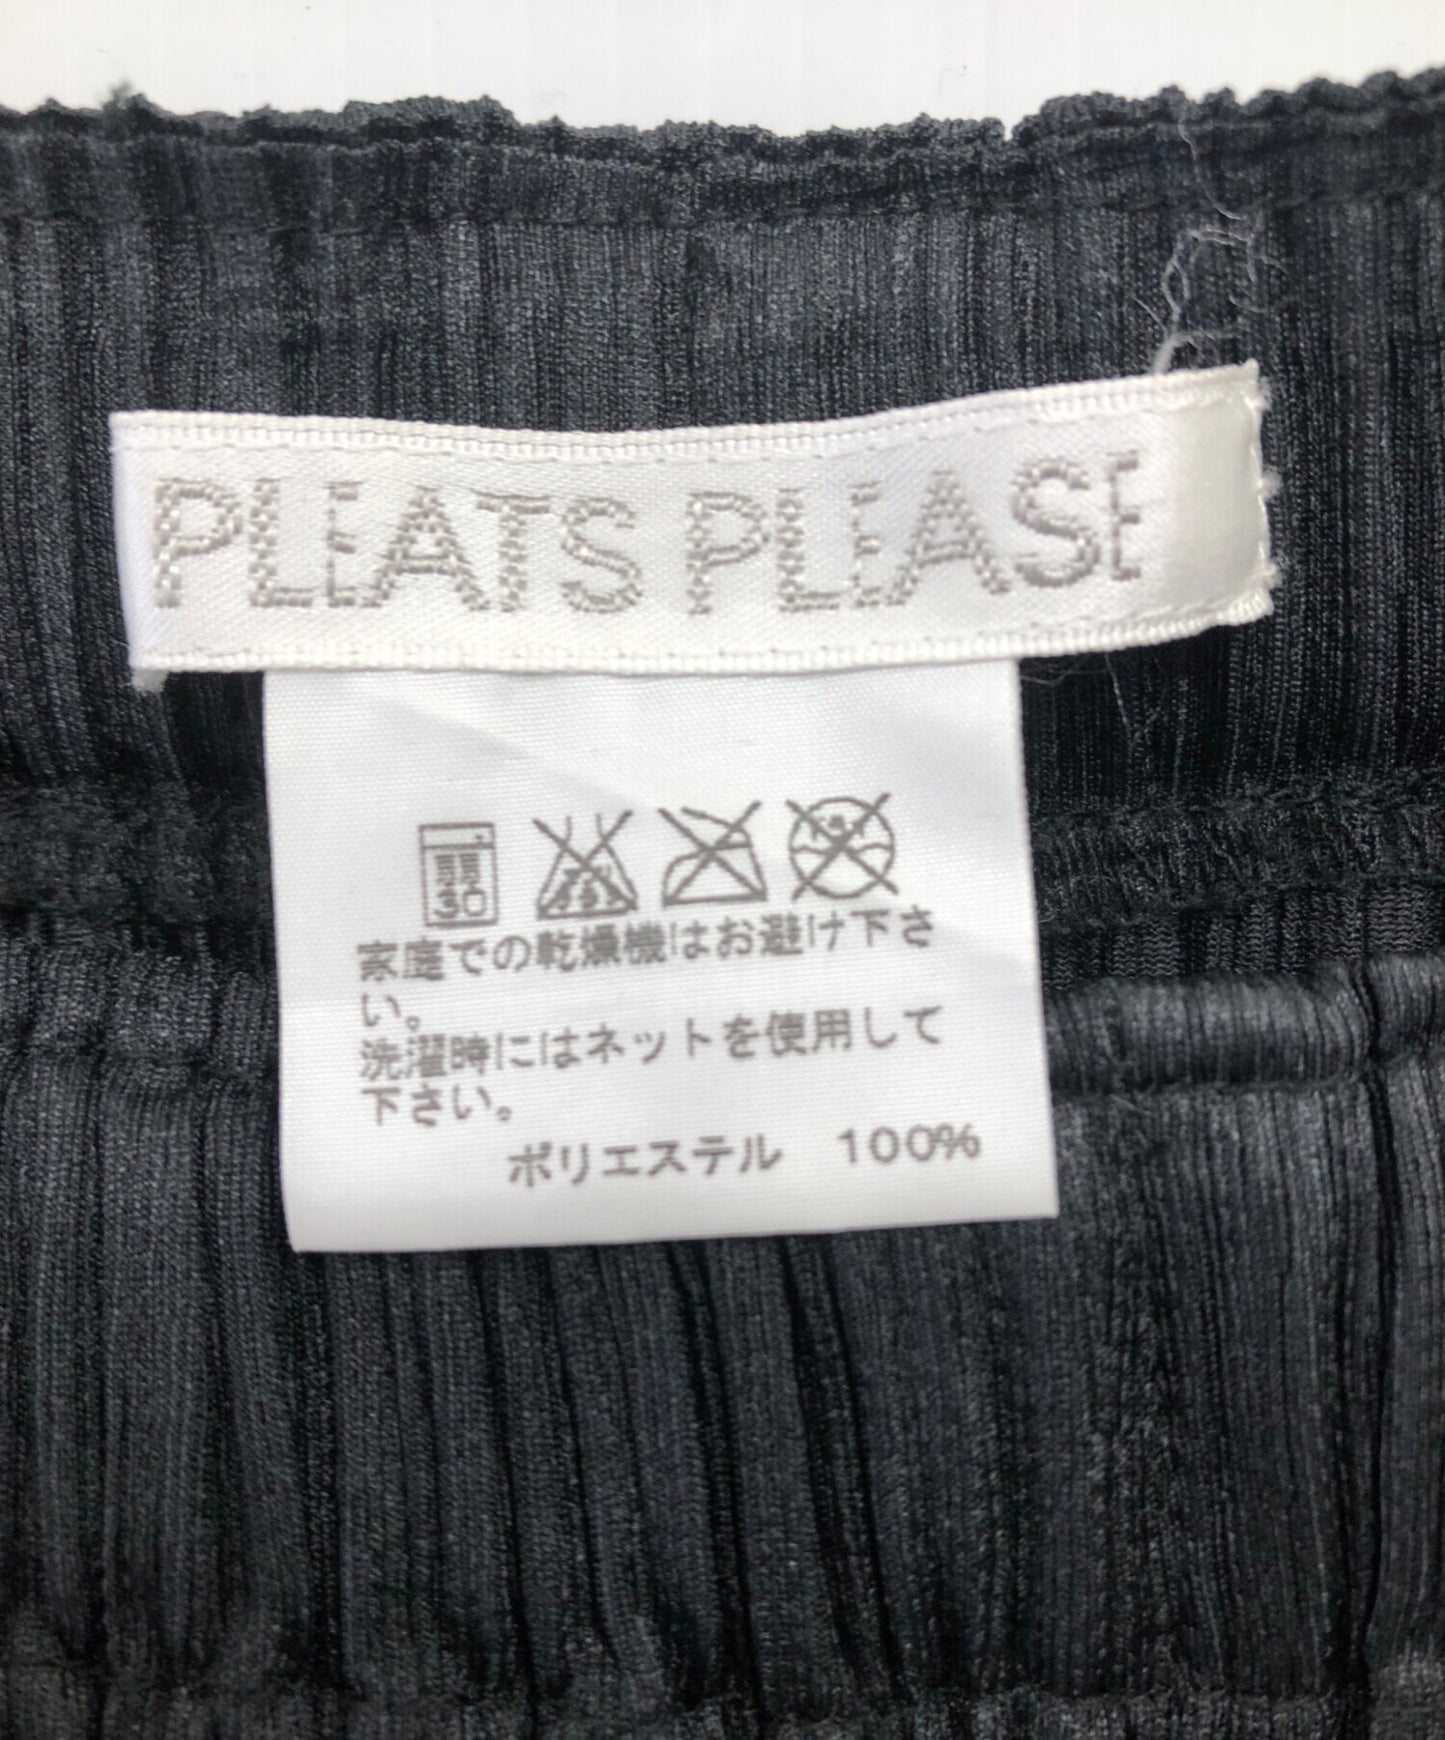 PLEATS PLEASE
弱
30
家庭での乾燥機はお避け下さ
い。
洗濯時にはネットを使用して
下さい。
ポリエステル 100%